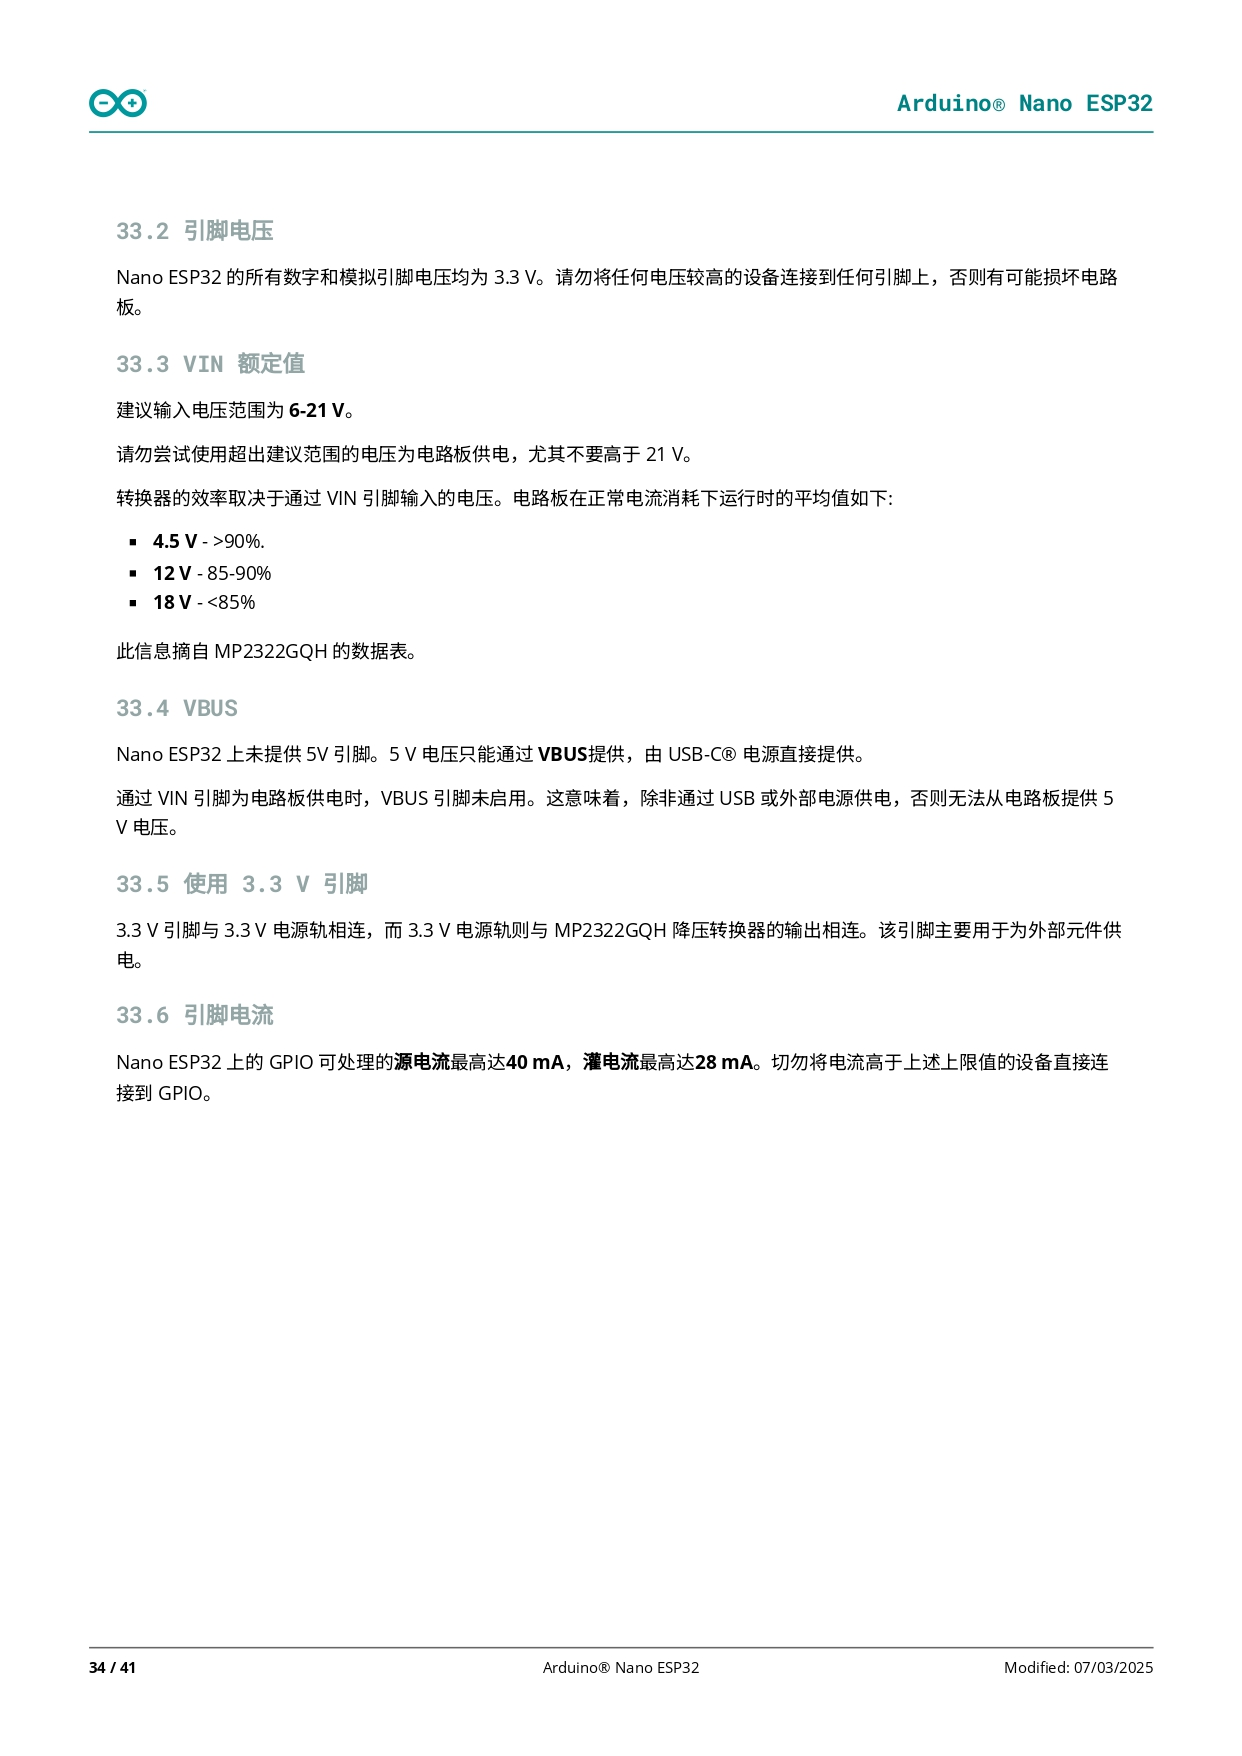 Arduino® Nano ESP32
33.2 引脚电压
Nano ESP32 的所有数字和模拟引脚电压均为 3.3 V。请勿将任何电压较高的设备连接到任何引脚上，否则有可能损坏电路
板。
33.3 VIN 额定值
建议输入电压范围为 6-21 V。
请勿尝试使用超出建议范围的电压为电路板供电，尤其不要高于 21 V。
转换器的效率取决于通过 VIN 引脚输入的电压。电路板在正常电流消耗下运行时的平均值如下:
▪ 4.5 V - >90%.
▪ 12 V - 85-90%
▪ 18 V - <85%
此信息摘自 MP2322GQH 的数据表。
33.4 VBUS
Nano ESP32 上未提供 5V 引脚。5 V 电压只能通过 VBUS提供，由 USB-C® 电源直接提供。
通过 VIN 引脚为电路板供电时，VBUS 引脚未启用。这意味着，除非通过 USB 或外部电源供电，否则无法从电路板提供 5
V 电压。
33.5 使用 3.3 V 引脚
3.3 V 引脚与 3.3 V 电源轨相连，而 3.3 V 电源轨则与 MP2322GQH 降压转换器的输出相连。该引脚主要用于为外部元件供
电。
33.6 引脚电流
Nano ESP32 上的 GPIO 可处理的源电流最高达40 mA，灌电流最高达28 mA。切勿将电流高于上述上限值的设备直接连
接到 GPIO。
34 / 41
Arduino® Nano ESP32
Modified: 07/03/2025